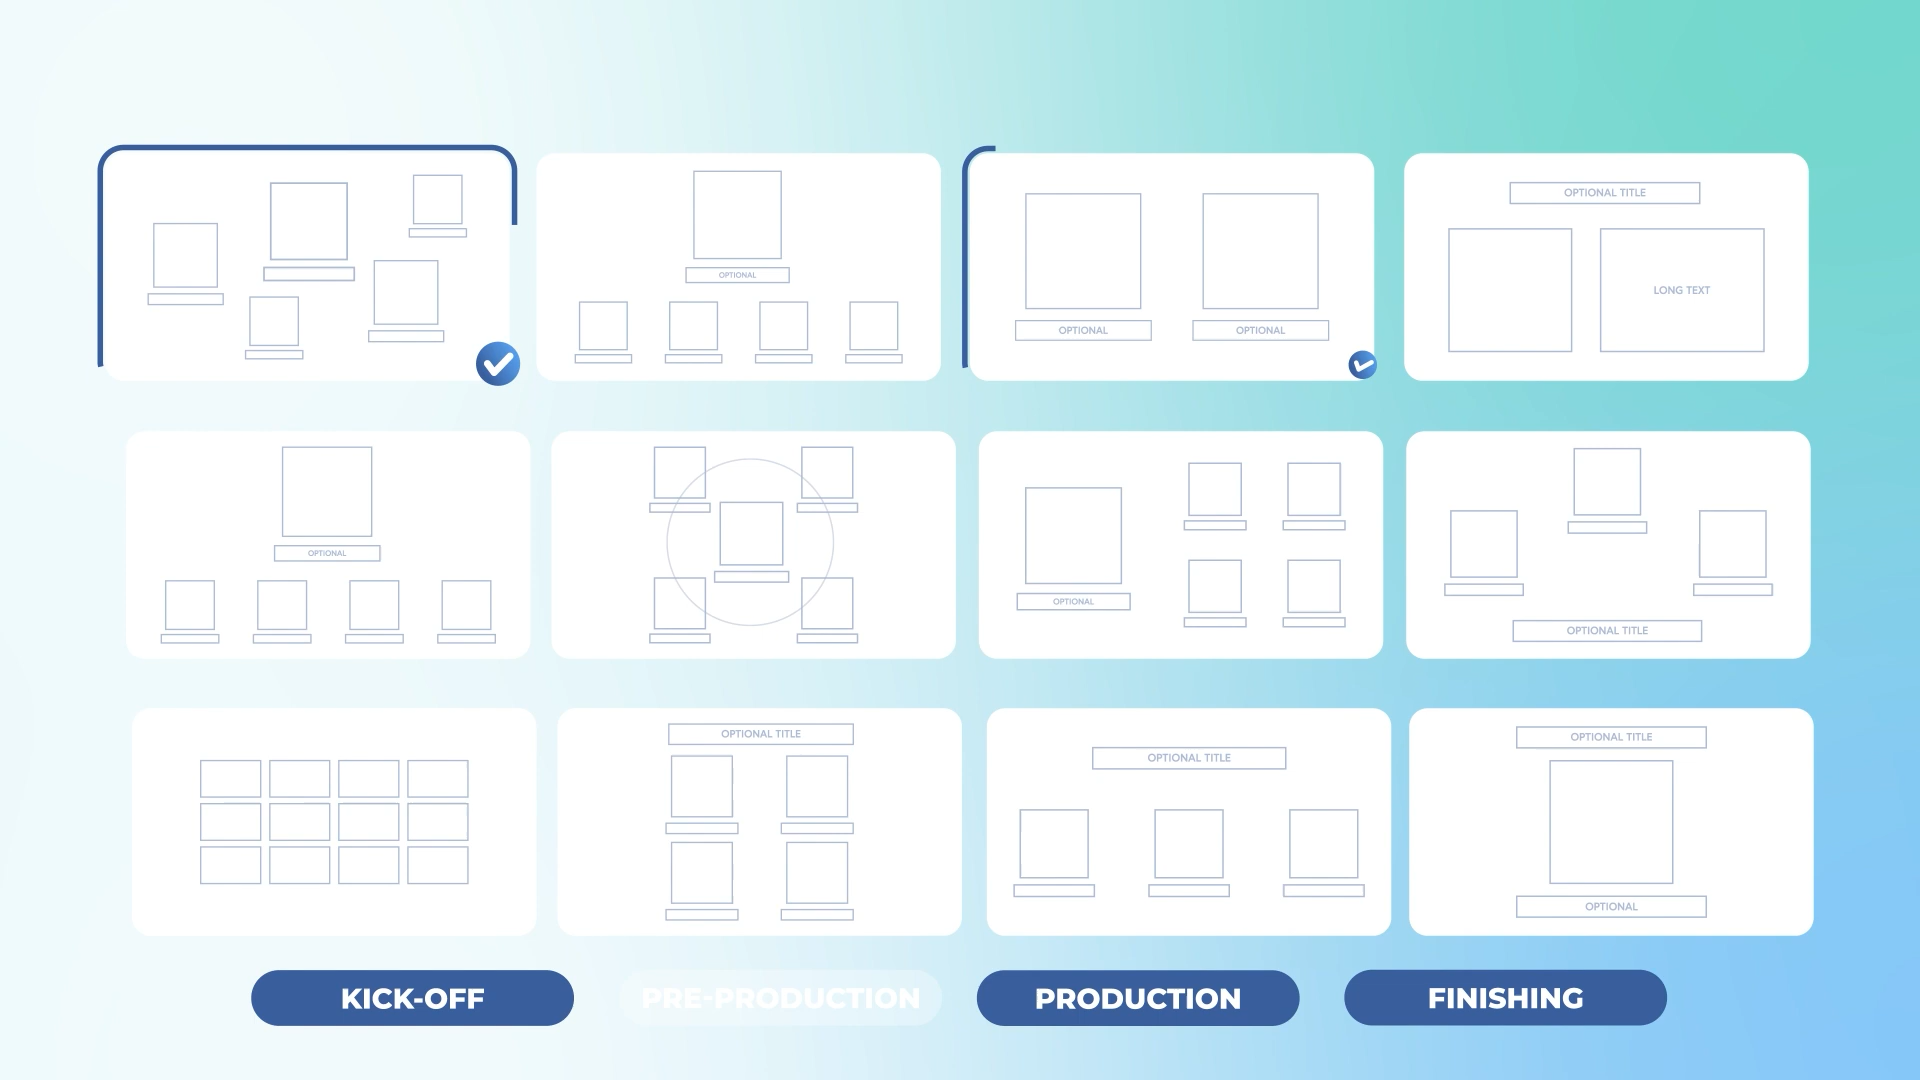 OPTIONAL
OPTIONAL
OPTIONAL
OPTIONAL TITLE
LONG TEXT
OPTIONAL
OPTIONAL
OPTIONAL TITLE
OPTIONAL TITLE
OPTIONAL TITLE
OPTIONAL TITLE
OPTIONAL
KICK-OFF
PRE-PRODUCTION
PRODUCTION
FINISHING